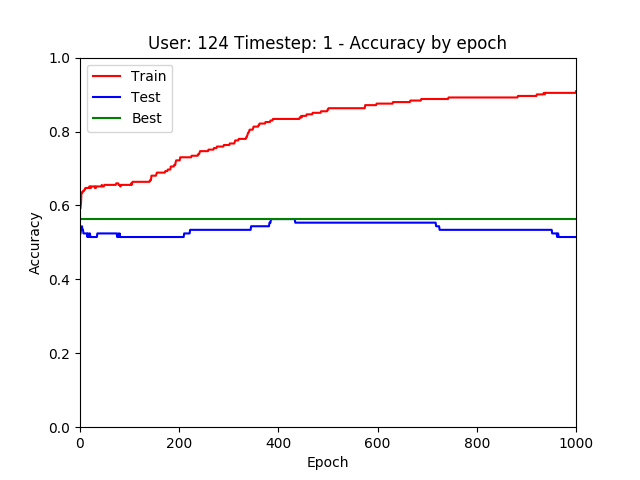 User: 124 Timestep: 1 - Accuracy by epoch
Train
Test
Best
1.0
0.8
0.6
0.4
0.2
0.0
Accuracy
0 200 400 600 800 1000
Epoch